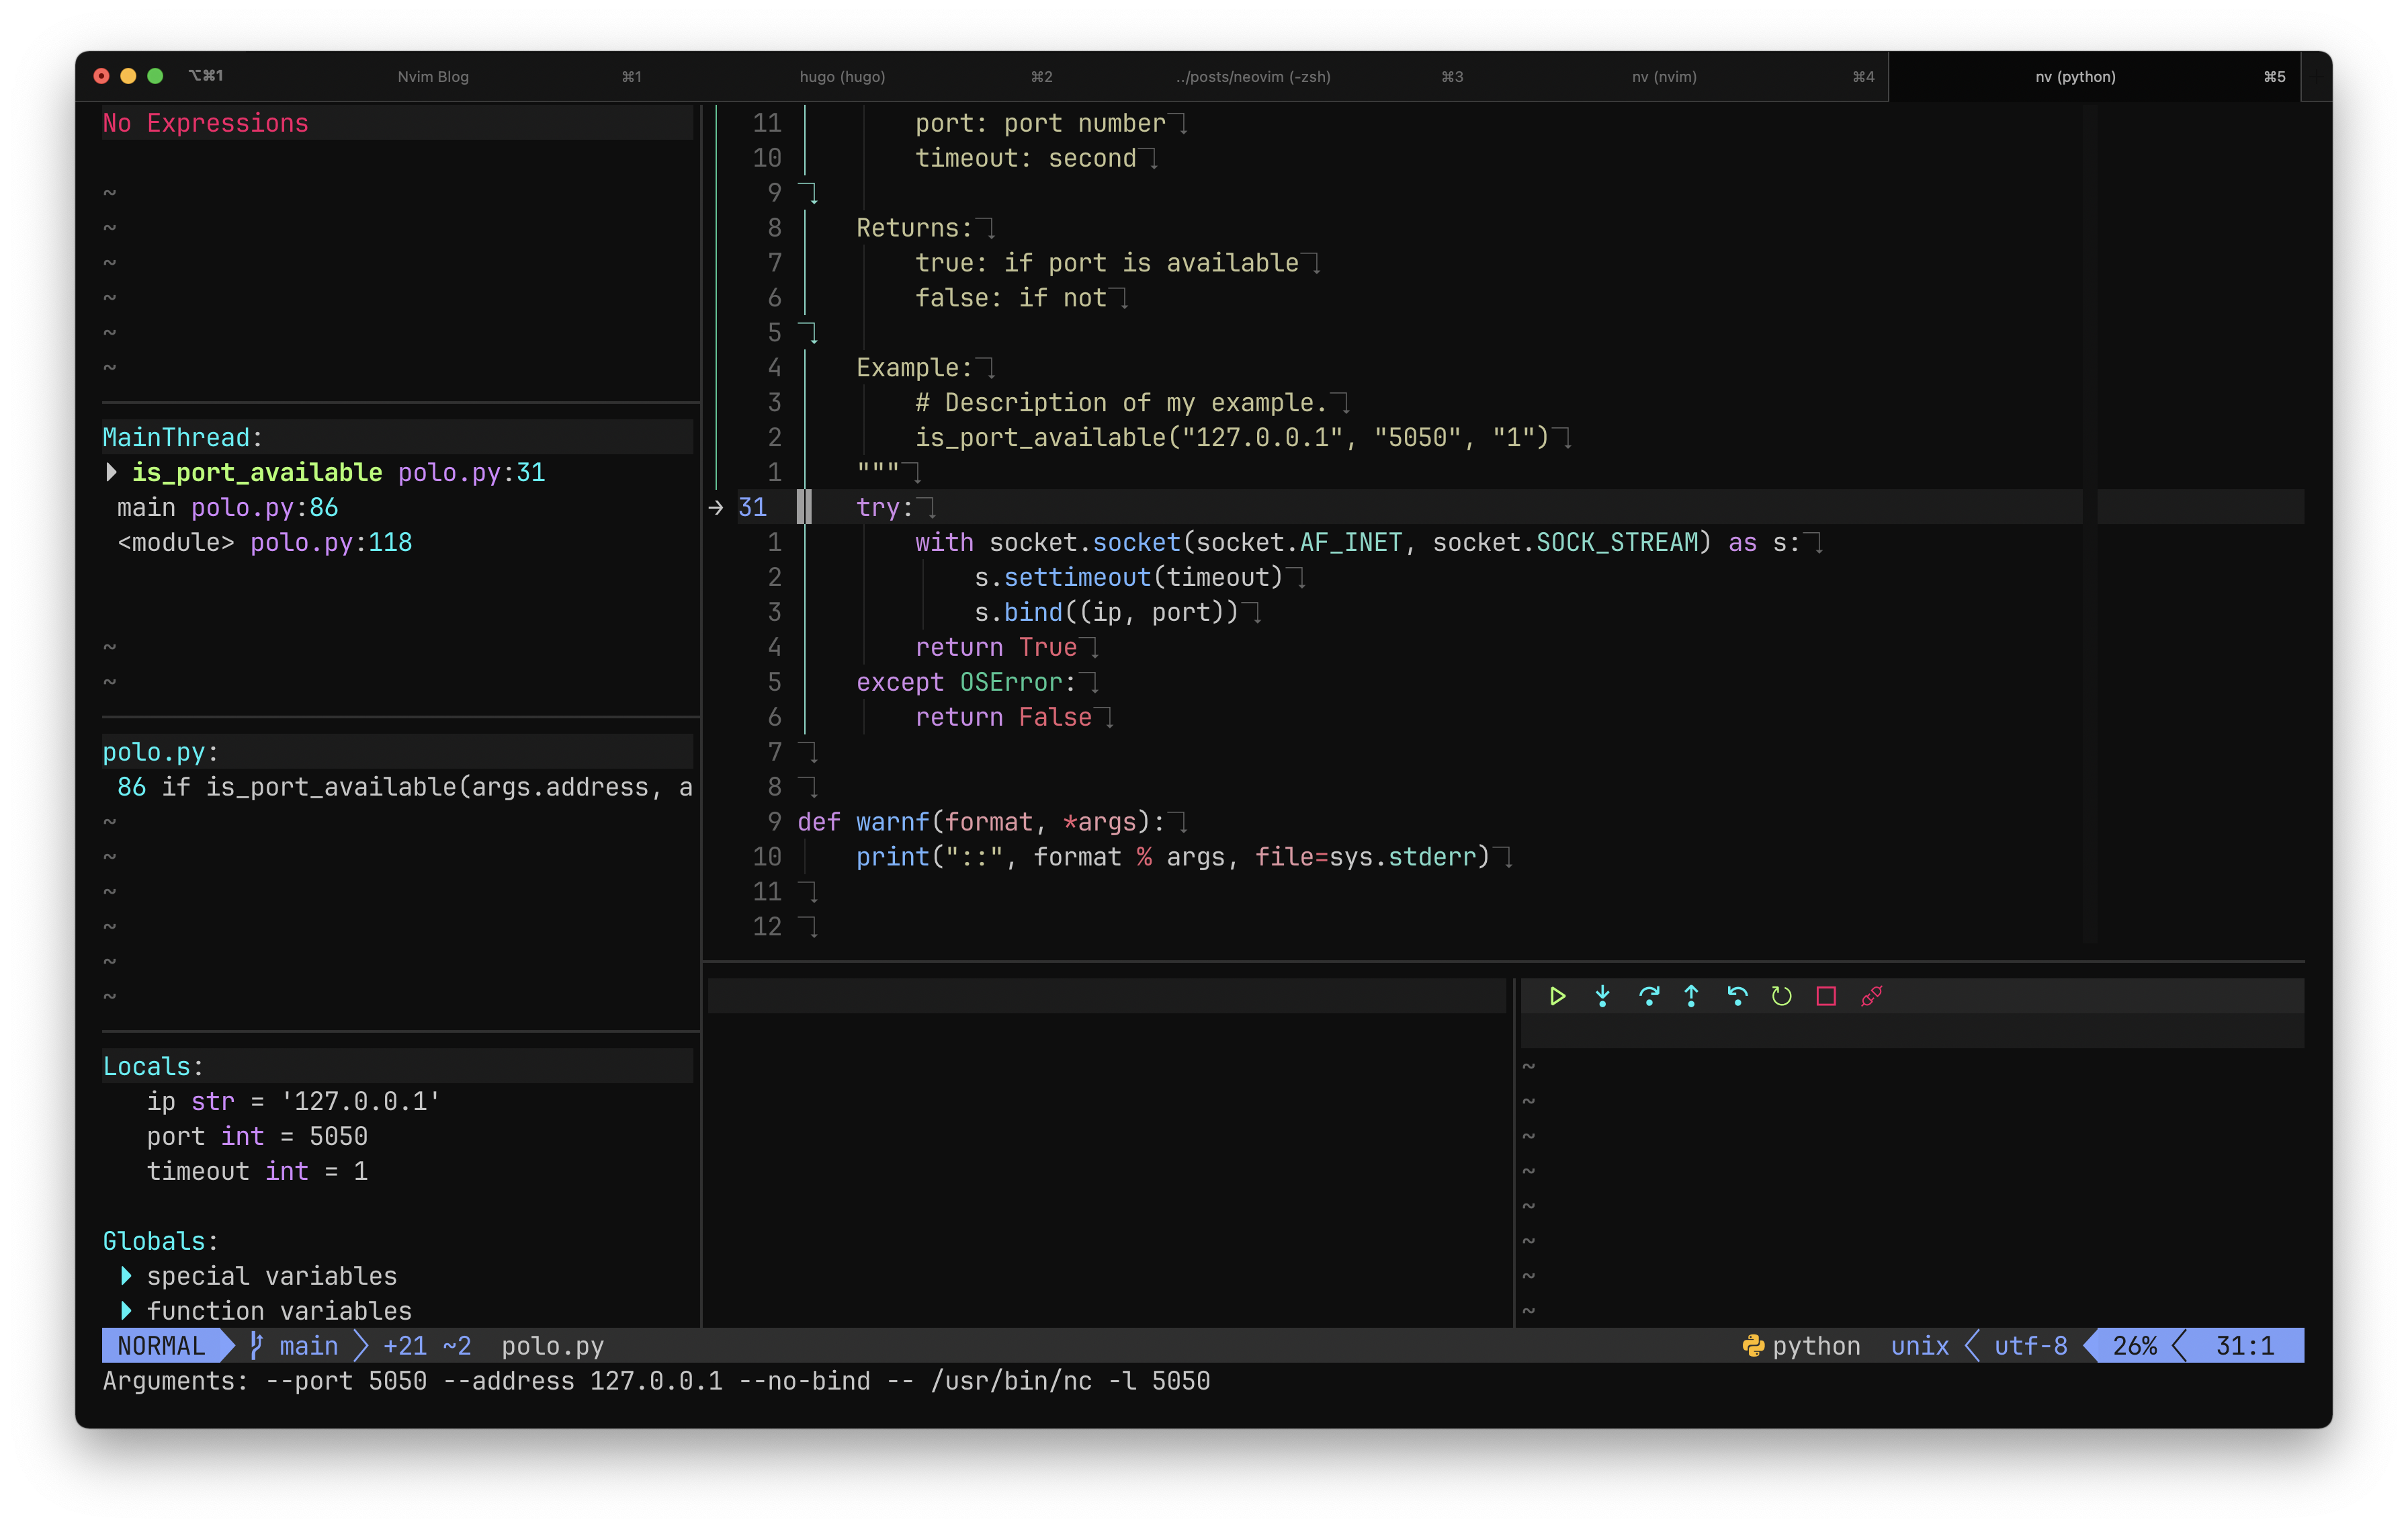 ⌥⌘1 Nvim Blog ⌘1 hugo (hugo) ⌘2 ../posts/neovim (-zsh) ⌘3 nv (nvim) ⌘4 nv (python) ⌘5
No Expressions
~
~
~
~
~
~
MainThread:
is_port_available polo.py:31
main polo.py:86
<module> polo.py:118
~
~
polo.py:
86 if is_port_available(args.address, a
~
~
~
~
~
~
Locals:
ip str = '127.0.0.1'
port int = 5050
timeout int = 1
Globals:
special variables
function variables
11 port: port number
10 timeout: second
9
8 Returns:
7 true: if port is available
6 false: if not
5
4 Example:
3 # Description of my example.
2 is_port_available("127.0.0.1", "5050", "1")
1 """
→ 31 try:
1 with socket.socket(socket.AF_INET, socket.SOCK_STREAM) as s:
2 s.settimeout(timeout)
3 s.bind((ip, port))
4 return True
5 except OSError:
6 return False
7
8
9 def warnf(format, *args):
10 print("::", format % args, file=sys.stderr)
11
12
~
~
~
~
~
~
~
~
NORMAL main +21 ~2 polo.py python unix utf-8 26% 31:1
Arguments: --port 5050 --address 127.0.0.1 --no-bind -- /usr/bin/nc -l 5050